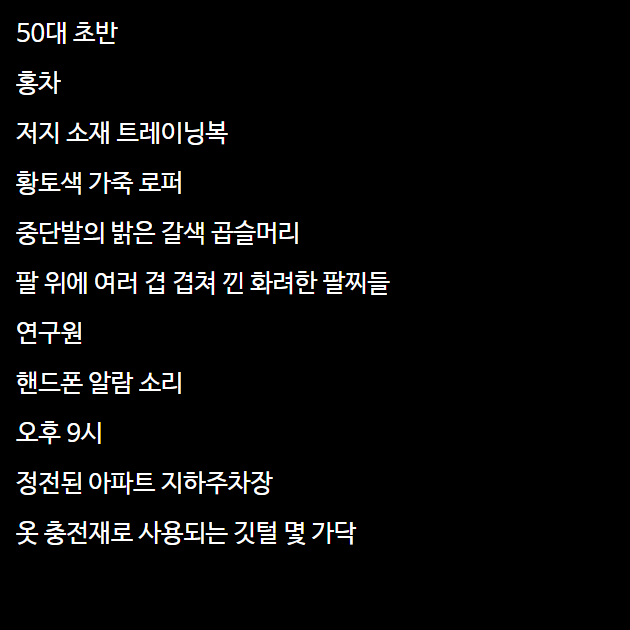 50대 초반
홍차
저지 소재 트레이닝복
황토색 가죽 로퍼
중단발의 밝은 갈색 곱슬머리
팔 위에 여러 겹 겹쳐 낀 화려한 팔찌들
연구원
핸드폰 알람 소리
오후 9시
정전된 아파트 지하주차장
옷 충전재로 사용되는 깃털 몇 가닥